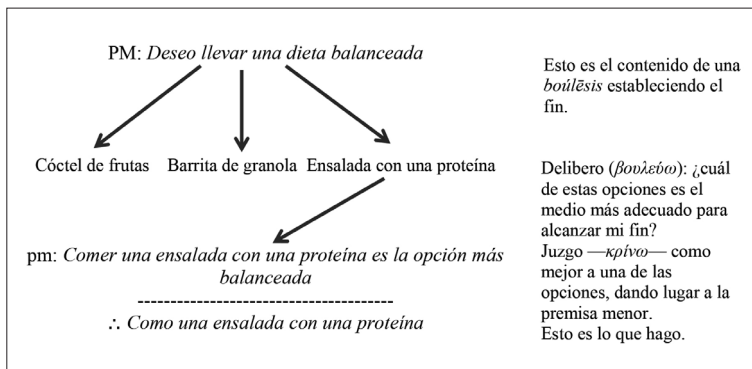 PM: Deseo llevar una dieta balanceada
Esto es el contenido de una
boúlēsis estableciendo el
fin.
Cóctel de frutas Barrita de granola Ensalada con una proteína
Delibero (βουλεύω): ¿cuál
de estas opciones es el
medio más adecuado para
alcanzar mi fin?
Juzgo —κρίνω— como
mejor a una de las
opciones, dando lugar a la
premisa menor.
Esto es lo que hago.
pm: Comer una ensalada con una proteína es la opción más
balanceada
---------------------------------------
∴ Como una ensalada con una proteína